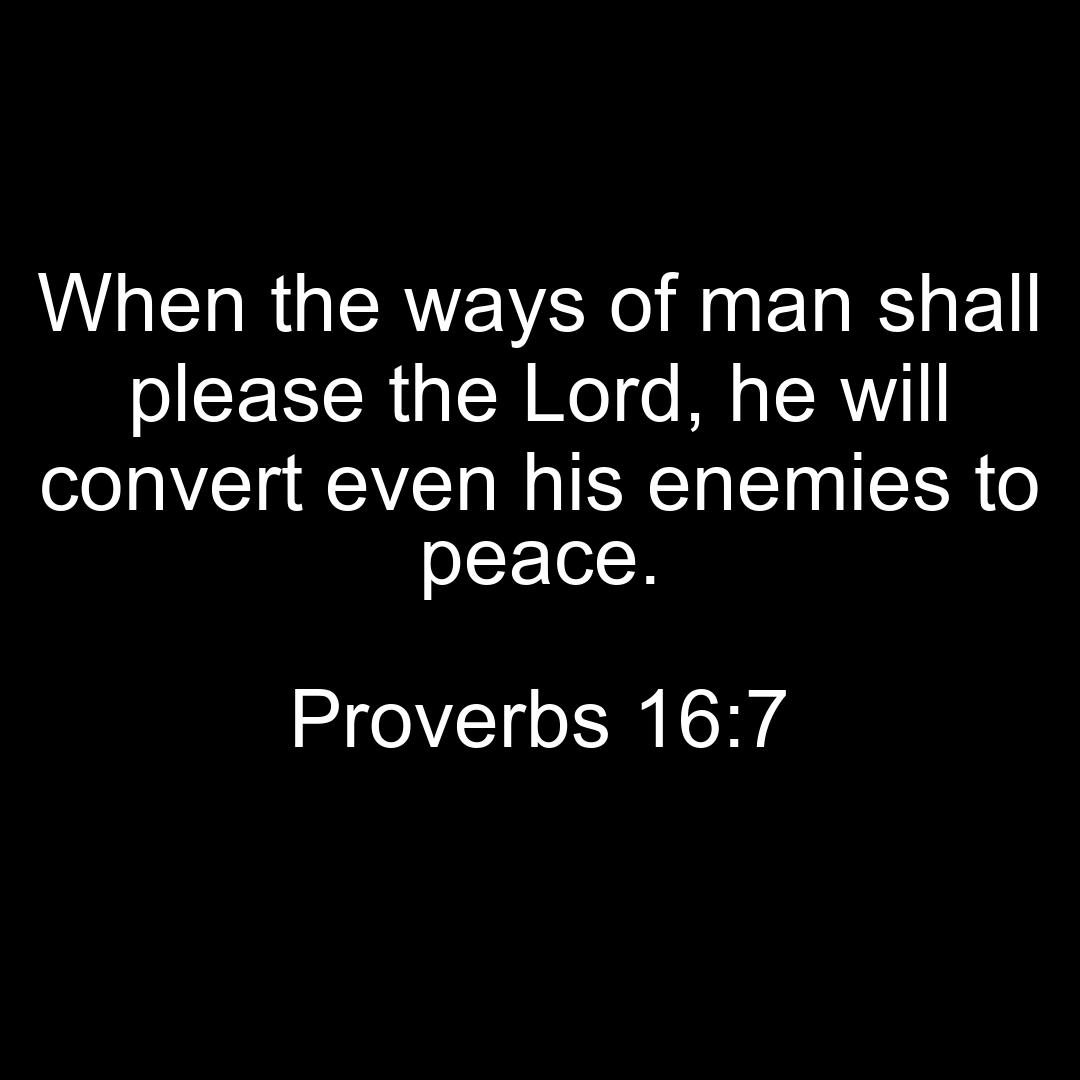 When the ways of man shall
please the Lord, he will
convert even his enemies to
peace.
Proverbs 16:7